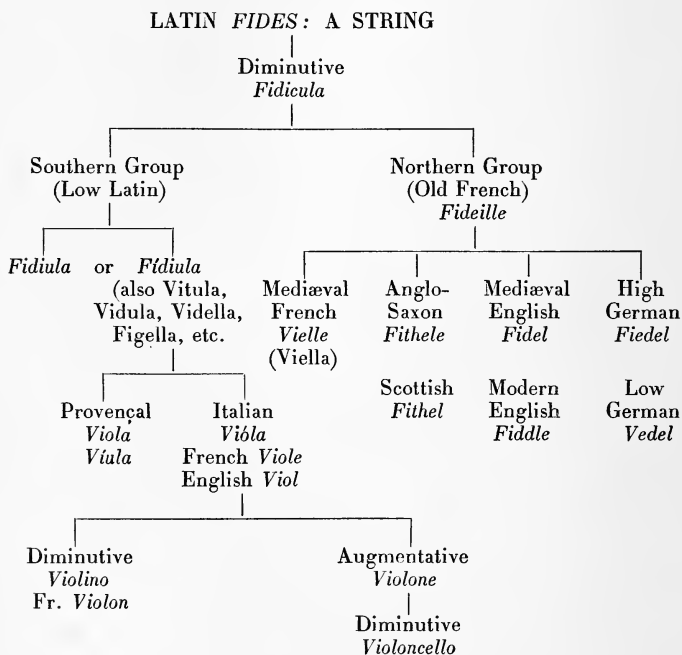 LATIN FIDES: A STRING
Diminutive
Fidicula
Southern Group
(Low Latin)
Northern Group
(Old French)
Fideille
Fidiula or Fídiula
(also Vitula,
Vidula, Vidella,
Figella, etc.
Mediæval
French
Vielle
(Viella)
Anglo-
Saxon
Fithele
Scottish
Fithel
Mediæval
English
Fidel
Modern
English
Fiddle
High
German
Fiedel
Low
German
Vedel
Provençal
Viola
Víula
Italian
Vióla
French Viole
English Viol
Diminutive
Violino
Fr. Violon
Augmentative
Violone
Diminutive
Violoncello